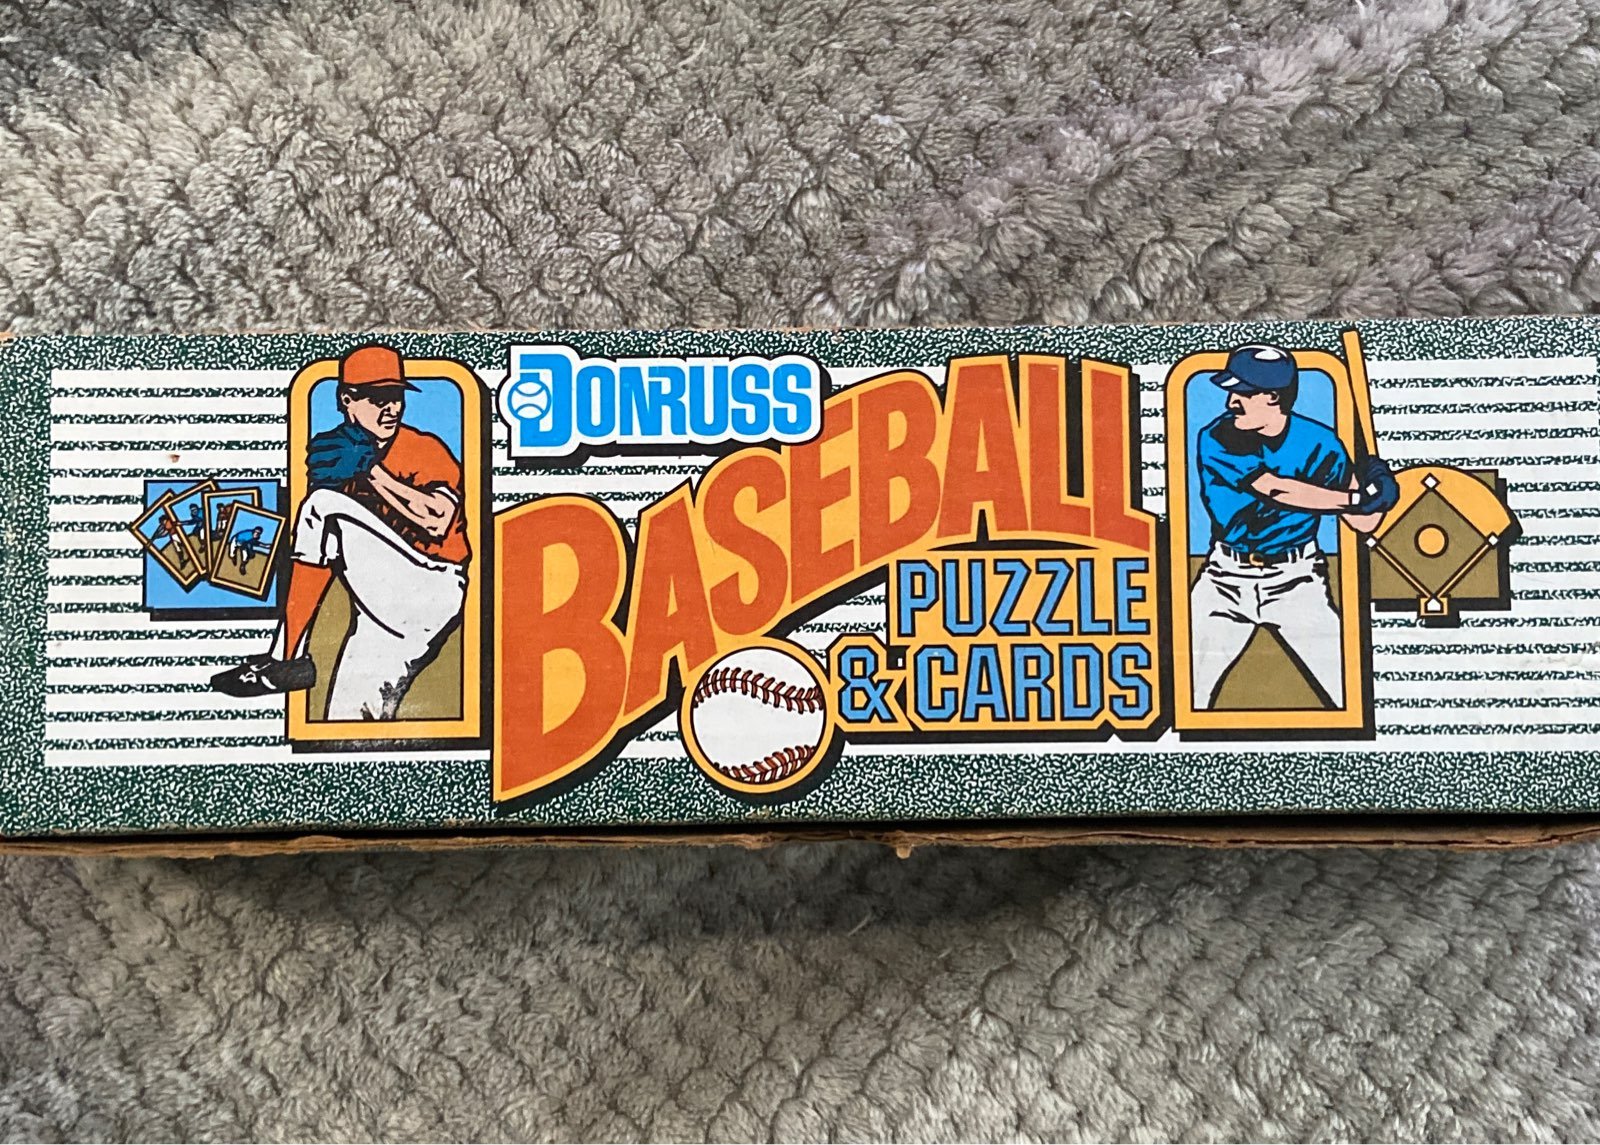 DONRUSS
BASEBALL
PUZZLE
& CARDS